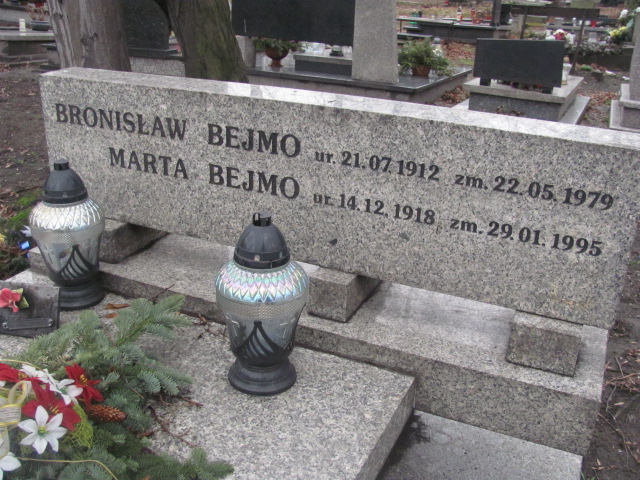 BRONISŁAW BEJMO ur. 21.07.1912 zm. 22.05.1979
MARTA BEJMO ur. 14.12.1918 zm. 29.01.1995